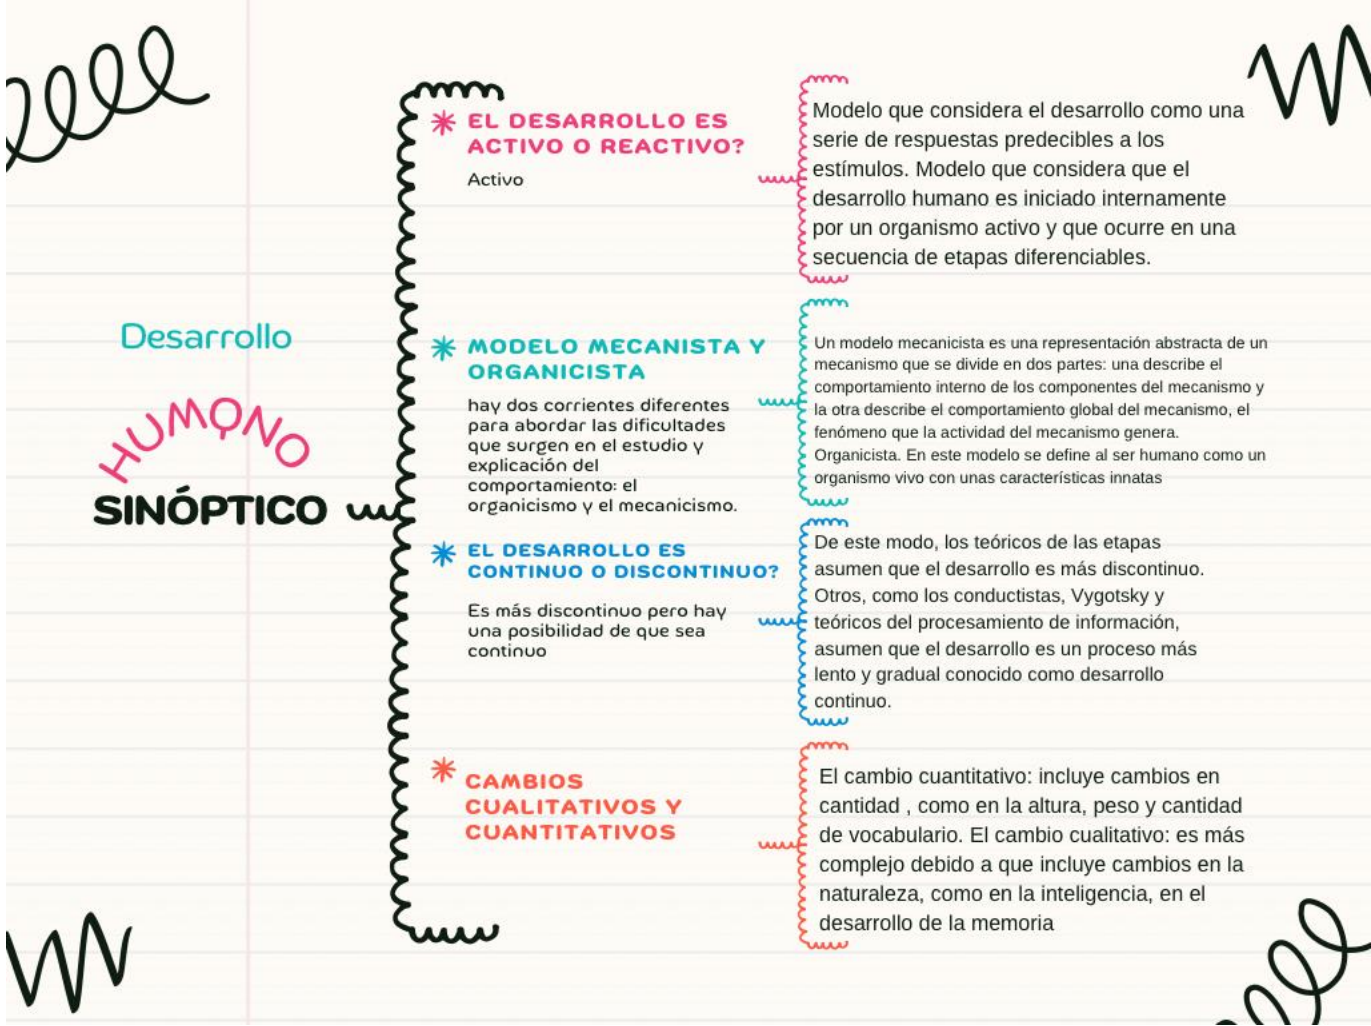 Desarrollo
HUMANO
SINÓPTICO
EL DESARROLLO ES
ACTIVO O REACTIVO?
Activo
Modelo que considera el desarrollo como una
serie de respuestas predecibles a los
estímulos. Modelo que considera que el
desarrollo humano es iniciado internamente
por un organismo activo y que ocurre en una
secuencia de etapas diferenciables.
MODELO MECANISTA Y
ORGANICISTA
hay dos corrientes diferentes
para abordar las dificultades
que surgen en el estudio y
explicación del
comportamiento: el
organicismo y el mecanicismo.
Un modelo mecanicista es una representación abstracta de un
mecanismo que se divide en dos partes: una describe el
comportamiento interno de los componentes del mecanismo y
la otra describe el comportamiento global del mecanismo, el
fenómeno que la actividad del mecanismo genera.
Organicista. En este modelo se define al ser humano como un
organismo vivo con unas características innatas
EL DESARROLLO ES
CONTINUO O DISCONTINUO?
Es más discontinuo pero hay
una posibilidad de que sea
continuo
De este modo, los teóricos de las etapas
asumen que el desarrollo es más discontinuo.
Otros, como los conductistas, Vygotsky y
teóricos del procesamiento de información,
asumen que el desarrollo es un proceso más
lento y gradual conocido como desarrollo
continuo.
CAMBIOS
CUALITATIVOS Y
CUANTITATIVOS
El cambio cuantitativo: incluye cambios en
cantidad , como en la altura, peso y cantidad
de vocabulario. El cambio cualitativo: es más
complejo debido a que incluye cambios en la
naturaleza, como en la inteligencia, en el
desarrollo de la memoria